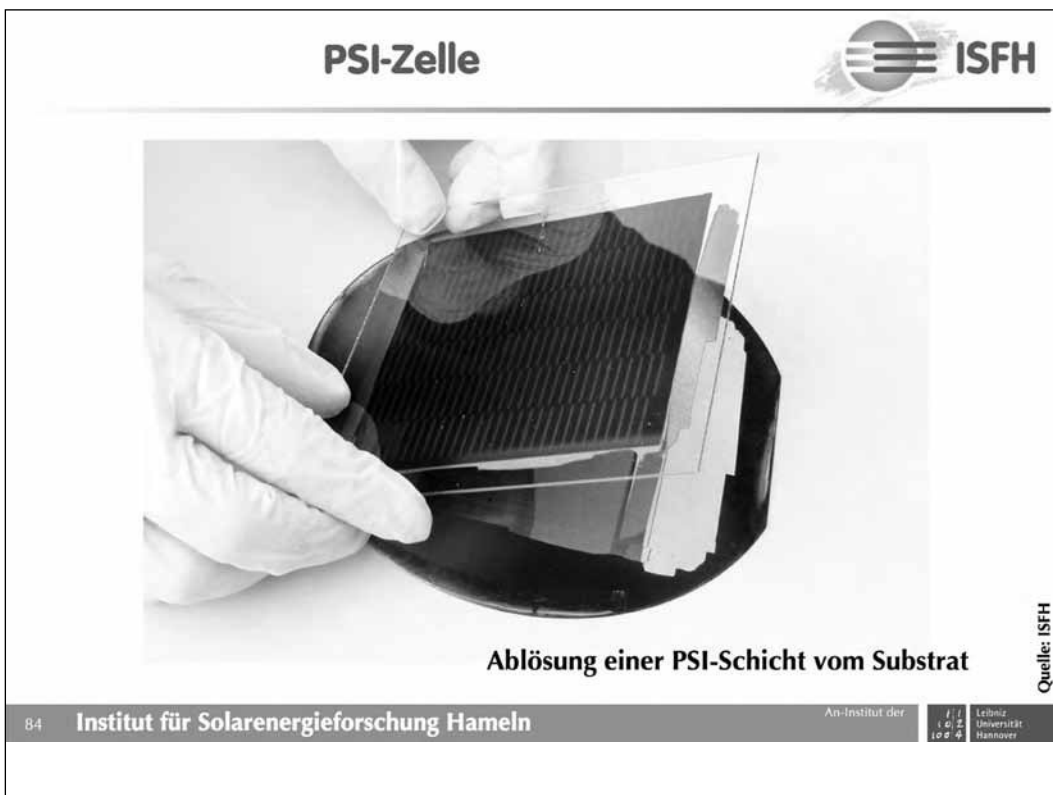 PSI-Zelle
ISFH
Ablösung einer PSI-Schicht vom Substrat
Quelle: ISFH
84 Institut für Solarenergieforschung Hameln
An-Institut der
Leibniz
Universität
Hannover